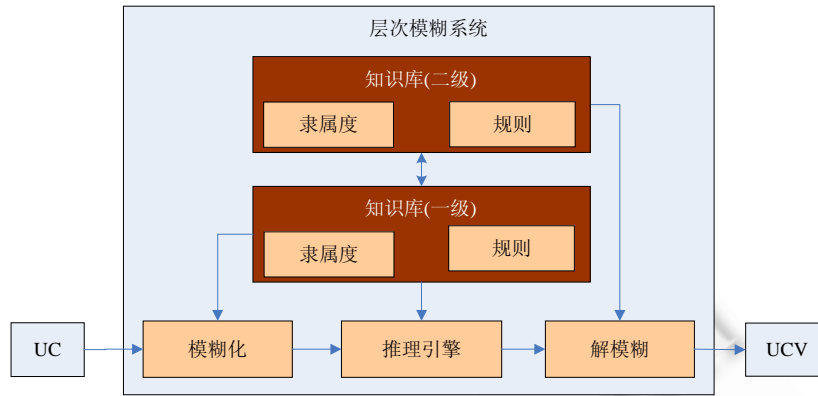 层次模糊系统
知识库(二级)
隶属度
规则
知识库(一级)
隶属度
规则
UC
模糊化
推理引擎
解模糊
UCV